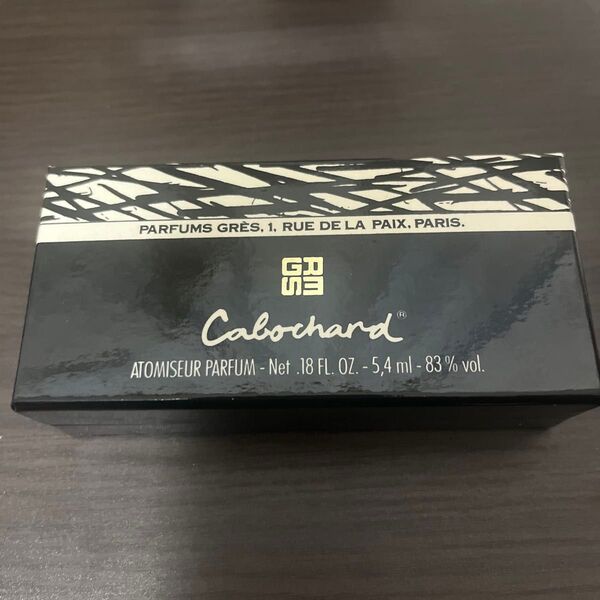 PARFUMS GRÈS, 1, RUE DE LA PAIX, PARIS.
GRES
Cabochard®
ATOMISEUR PARFUM - Net .18 FL. OZ. - 5,4 ml - 83 % vol.